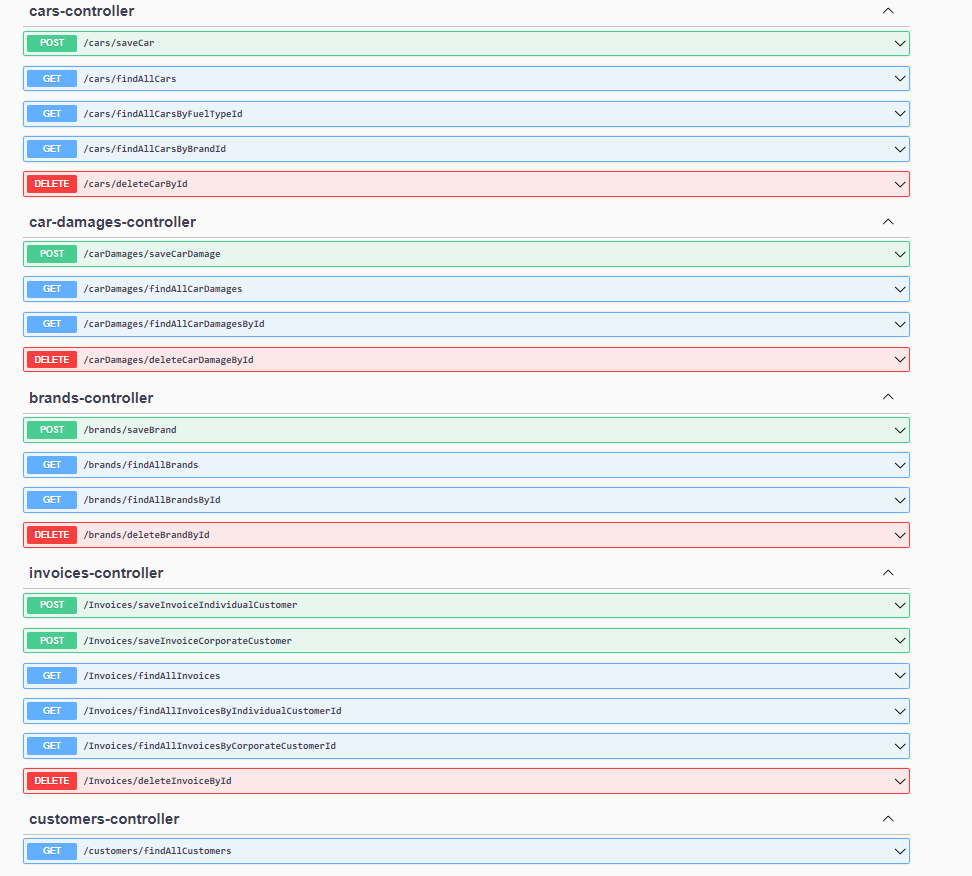 cars-controller
POST /cars/saveCar
GET /cars/findAllCars
GET /cars/findAllCarsByFuelTypeId
GET /cars/findAllCarsByBrandId
DELETE /cars/deleteCarById
car-damages-controller
POST /carDamages/saveCarDamage
GET /carDamages/findAllCarDamages
GET /carDamages/findAllCarDamagesById
DELETE /carDamages/deleteCarDamageById
brands-controller
POST /brands/saveBrand
GET /brands/findAllBrands
GET /brands/findAllBrandsById
DELETE /brands/deleteBrandById
invoices-controller
POST /Invoices/saveInvoiceIndividualCustomer
POST /Invoices/saveInvoiceCorporateCustomer
GET /Invoices/findAllInvoices
GET /Invoices/findAllInvoicesByIndividualCustomerId
GET /Invoices/findAllInvoicesByCorporateCustomerId
DELETE /Invoices/deleteInvoiceById
customers-controller
GET /customers/findAllCustomers